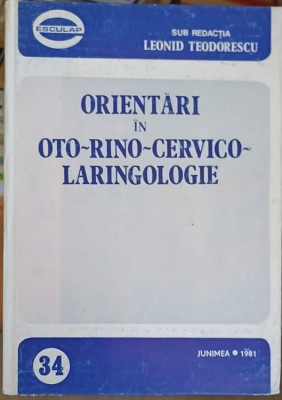 ESCULAP
SUB REDACȚIA
LEONID TEODORESCU
ORIENTĂRI
ÎN
OTO~RINO~CERVICO~
LARINGOLOGIE
34
JUNIMEA • 1981